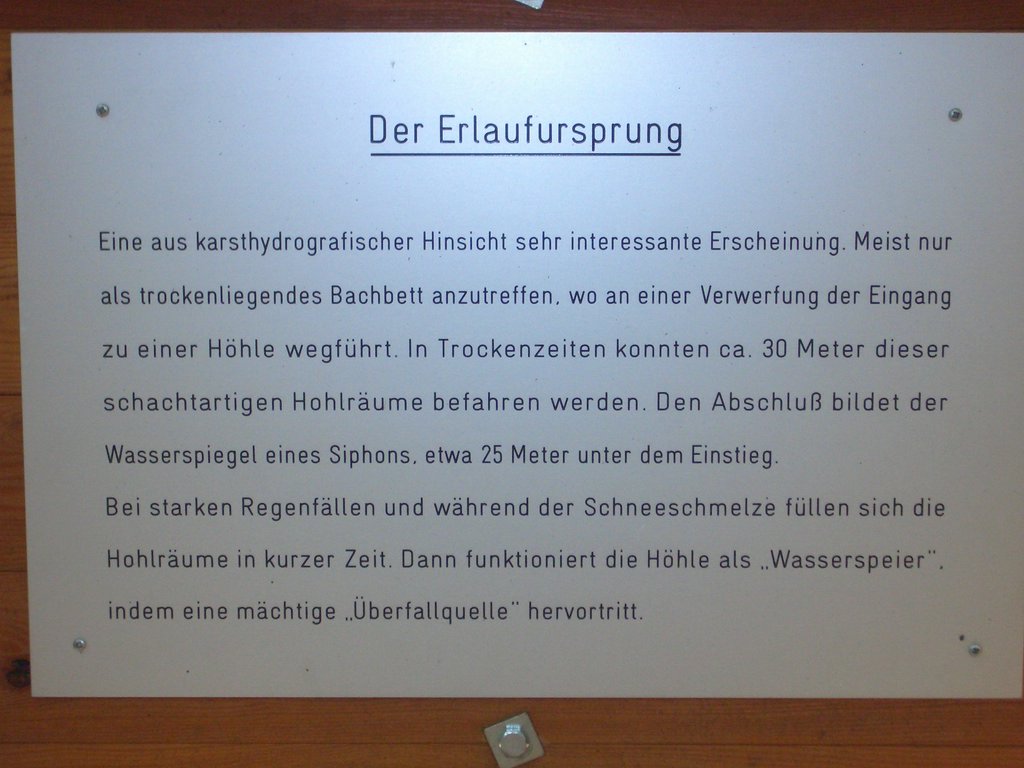 Der Erlaufursprung
Eine aus karsthydrografischer Hinsicht sehr interessante Erscheinung. Meist nur
als trockenliegendes Bachbett anzutreffen, wo an einer Verwerfung der Eingang
zu einer Höhle wegführt. In Trockenzeiten konnten ca. 30 Meter dieser
schachtartigen Hohlräume befahren werden. Den Abschluß bildet der
Wasserspiegel eines Siphons, etwa 25 Meter unter dem Einstieg.
Bei starken Regenfällen und während der Schneeschmelze füllen sich die
Hohlräume in kurzer Zeit. Dann funktioniert die Höhle als „Wasserspeier“,
indem eine mächtige „Überfallquelle“ hervortritt.